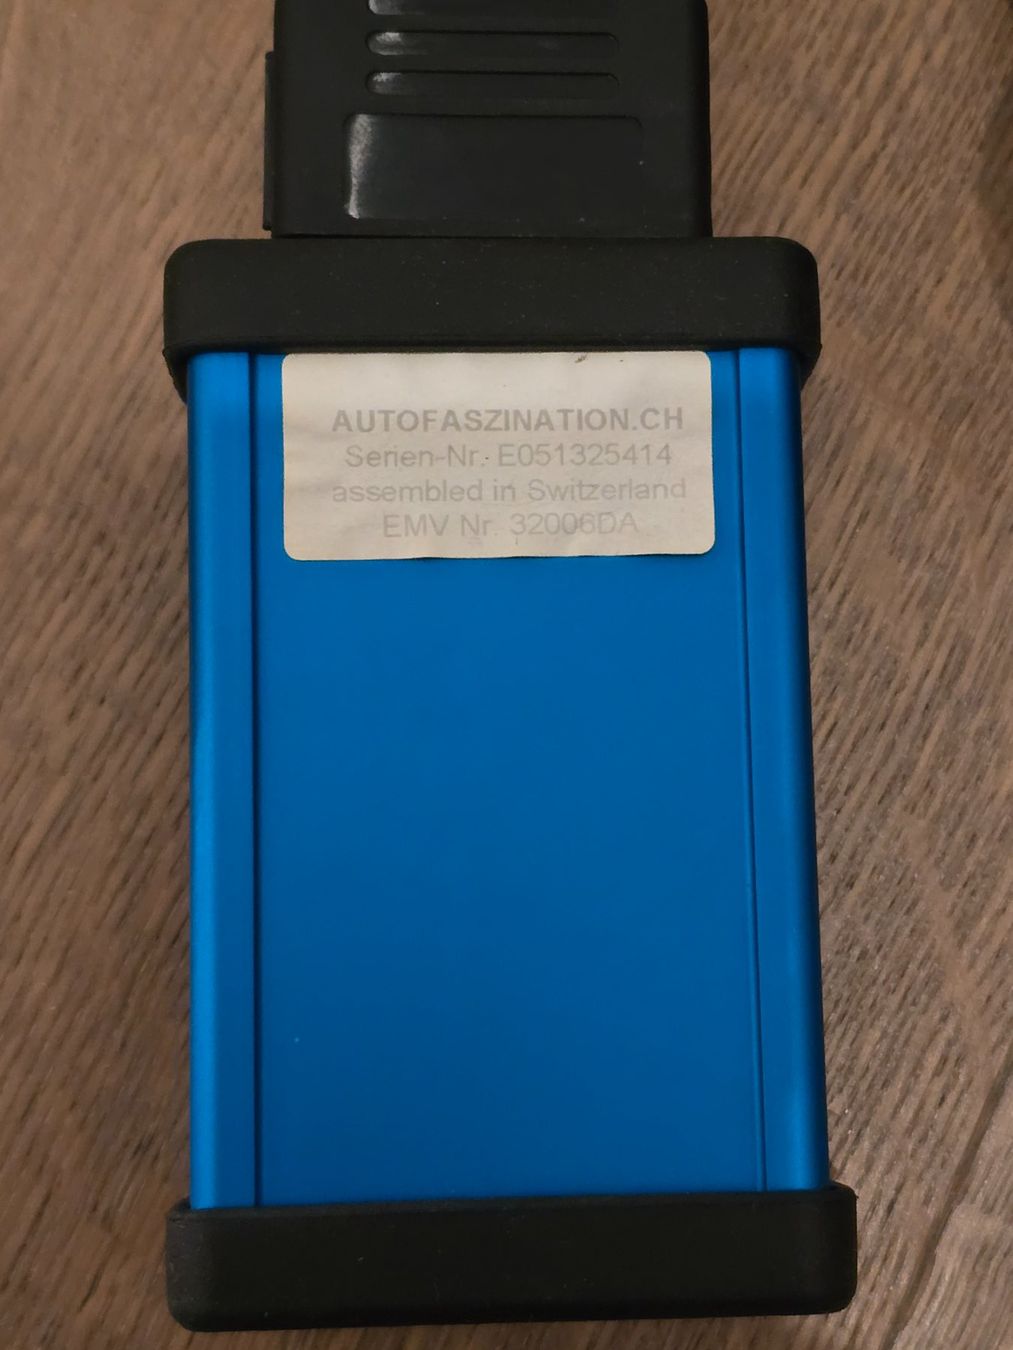 AUTOFASZINATION.CH
Serien-Nr. E051325414
assembled in Switzerland
EMV Nr. 32006DA